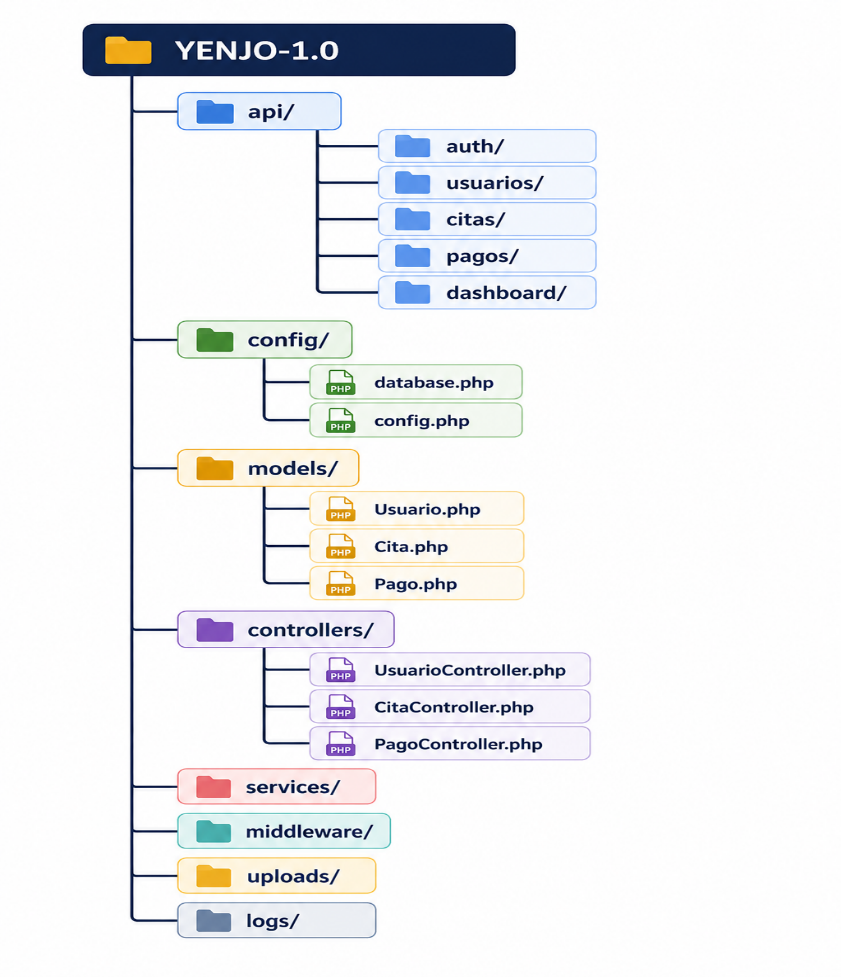 YENJO-1.0
api/
auth/
usuarios/
citas/
pagos/
dashboard/
config/
PHP database.php
PHP config.php
models/
PHP Usuario.php
PHP Cita.php
PHP Pago.php
controllers/
PHP UsuarioController.php
PHP CitaController.php
PHP PagoController.php
services/
middleware/
uploads/
logs/